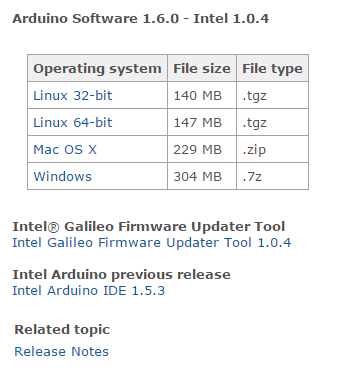 Arduino Software 1.6.0 - Intel 1.0.4
Operating system File size File type
Linux 32-bit 140 MB .tgz
Linux 64-bit 147 MB .tgz
Mac OS X 229 MB .zip
Windows 304 MB .7z
Intel® Galileo Firmware Updater Tool
Intel Galileo Firmware Updater Tool 1.0.4
Intel Arduino previous release
Intel Arduino IDE 1.5.3
Related topic
Release Notes